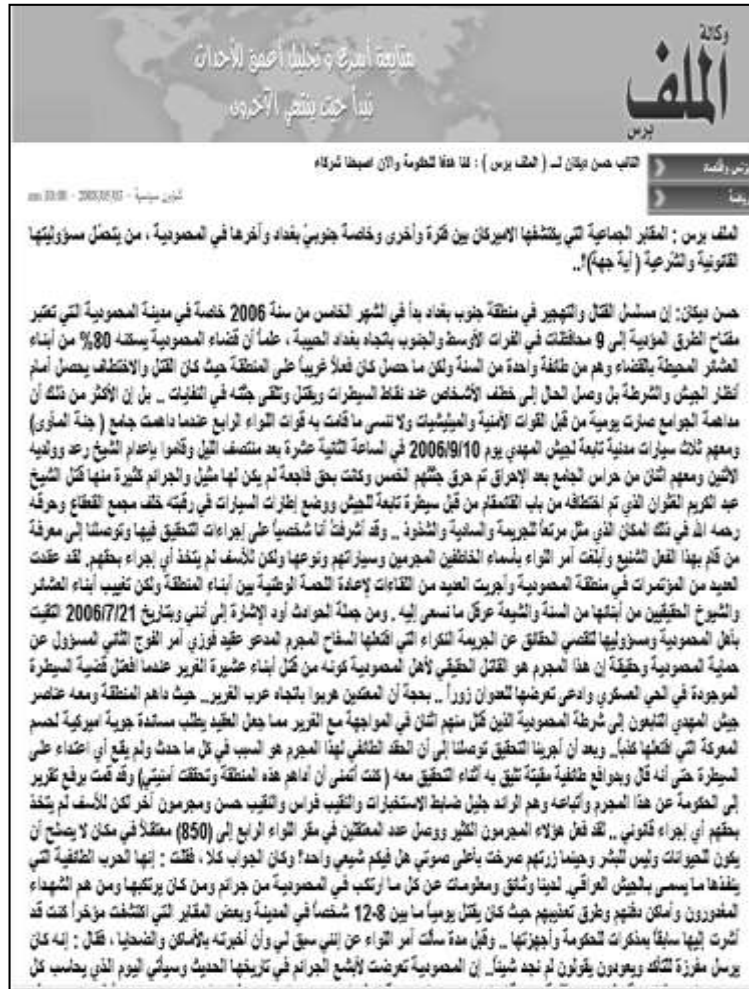 وكالة
الملف
برس
متابعة أسرع و تحليل أعمق للأحداث
نبدأ حيث ينتهي الآخرون
النائب حسن ديكان لــ ( الملف برس ) : كنا هدفا للحكومة والآن اصبحنا شركاء
شؤون سياسية -
الملف برس : المقابر الجماعية التي يكتشفها الاميركان بين فترة وأخرى وخاصة جنوبيّ بغداد وآخرها في المحمودية ، من يتحمّل مسؤوليتها
القانونية والشرعية ( أية جهة)!..
حسن ديكان: إن مسلسل القتال والتهجير في منطقة جنوب بغداد بدأ في الشهر الخامس من سنة 2006 خاصة في مدينة المحمودية التي تعتبر
مفتاح الطرق المؤدية إلى 9 محافظات في الفرات الأوسط والجنوب باتجاه بغداد الحبيبة ، علماً أن قضاء المحمودية يسكنه 80% من أبناء
العشائر المحيطة بالقضاء وهم من طائفة واحدة من السنة ولكن ما حصل كان فعلاً غريباً على المنطقة حيث كان القتل والاختطاف يحصل أمام
أنظار الجيش والشرطة بل وصل الحال إلى خطف الأشخاص عند نقاط السيطرات ويقتل وتلقى جثته في النفايات .. بل إن الأكثر من ذلك أن
مداهمة الجوامع صارت يومية من قبل القوات الأمنية والميليشيات ولا ننسى ما قامت به قوات اللواء الرابع عندما داهمت جامع ( جنة المأوى)
ومعهم ثلاث سيارات مدنية تابعة لجيش المهدي يوم 2006/9/10 في الساعة الثانية عشرة بعد منتصف الليل وقاموا بإعدام الشيخ رعد وولديه
الاثنين ومعهم اثنان من حراس الجامع بعد الإحراق تم حرق جثثهم الخمس وكانت بحق فاجعة لم يكن لها مثيل والجرائم كثيرة منها قتل الشيخ
عبد الكريم الذي تم اختطافه من باب القائمقام من قبل سيطرة تابعة للجيش ووضع إطارات السيارات في رقبته خلف مجمع القعقاع وحرقه
رحمه الله في ذلك المكان الذي مثل مرتعاً للجريمة والسادية والشذوذ .. وقد أشرفتُ أنا شخصياً على إجراءات التحقيق فيها وتوصلنا إلى معرفة
من قام بهذا الفعل الشنيع وأبلغت آمر اللواء بأسماء الخاطفين المجرمين وسياراتهم ونوعها ولكن للأسف لم يتخذ أي إجراء بحقهم. لقد عقدت
العديد من المؤتمرات في منطقة المحمودية وأجريت العديد من اللقاءات لإعادة اللحمة الوطنية بين أبناء المنطقة ولكن تغييب أبناء العشائر
والشيوخ الحقيقيين من أبنائها من السنة والشيعة عرقل ما نسعى إليه . ومن جملة الحوادث أود الإشارة إلى أنني وبتاريخ 2006/7/21 التقيت
بأهل المحمودية ومسؤوليها لتقصي الحقائق عن الجريمة النكراء التي افتعلها السفاح المجرم المدعو عقيد فوزي آمر الفوج الثاني المسؤول عن
حماية المحمودية وحقيقة إن هذا المجرم هو القاتل الحقيقي لأهل المحمودية كونه من قتل أبناء عشيرة الغرير عندما افتعل قضية السيطرة
الموجودة في الحي العسكري وادعى تعرضها للعدوان زوراً .. بحجة أن المعتدين هربوا باتجاه عرب الغرير.. حيث داهم المنطقة ومعه عناصر
جيش المهدي التابعون إلى شرطة المحمودية الذين قتل منهم اثنان في المواجهة مع الغرير مما جعل العقيد يطلب مساندة جوية اميركية لحسم
المعركة التي افتعلها كذباً.. وبعد أن أجرينا التحقيق توصلنا إلى أن الحقد الطائفي لهذا المجرم هو السبب في كل ما حدث ولم يقع أي اعتداء على
السيطرة حتى أنه قال وبدوافع طائفية مقيتة تليق به أثناء التحقيق معه ( كنت أتمنى أن أداهم هذه المنطقة وتحققت أمنيتي) وقد قمت برفع تقرير
إلى الحكومة عن هذا المجرم وأتباعه وهم الرائد جليل ضابط الاستخبارات والنقيب فراس والنقيب حسن ومجرمون آخر لكن للأسف لم يتخذ
بحقهم أي إجراء قانوني .. لقد فعل هؤلاء المجرمون الكثير ووصل عدد المعتقلين في مقر اللواء الرابع إلى (850) معتقلاً في مكان لا يصلح أن
يكون للحيوانات وليس للبشر وحينما زرتهم صرخت بأعلى صوتي هل فيكم شيعي واحد؟ وكان الجواب كلا ، فقلت : إنها الحرب الطائفية التي
ينفذها ما يسمى بالجيش العراقي. لدينا وثائق ومعلومات عن كل ما ارتكب في المحمودية من جرائم ومن كان يرتكبها ومن هم الشهداء
المغدورون وأماكن دفنهم وطرق تعذيبهم حيث كان يقتل يومياً ما بين 8-12 شخصاً في المدينة وبعض المقابر التي اكتشفت مؤخراً كنت قد
أشرت إليها سابقاً بمذكرات للحكومة وأجهزتها .. وقبل مدة سألت آمر اللواء عن إنني سبق لي وأن أخبرته بالأماكن والضحايا ، فقال : إنه كان
يرسل مفرزة للتأكد ويعودون يقولون لم نجد شيئاً.. إن المحمودية تعرضت لأبشع الجرائم في تاريخها الحديث وسيأتي اليوم الذي يحاسب كل